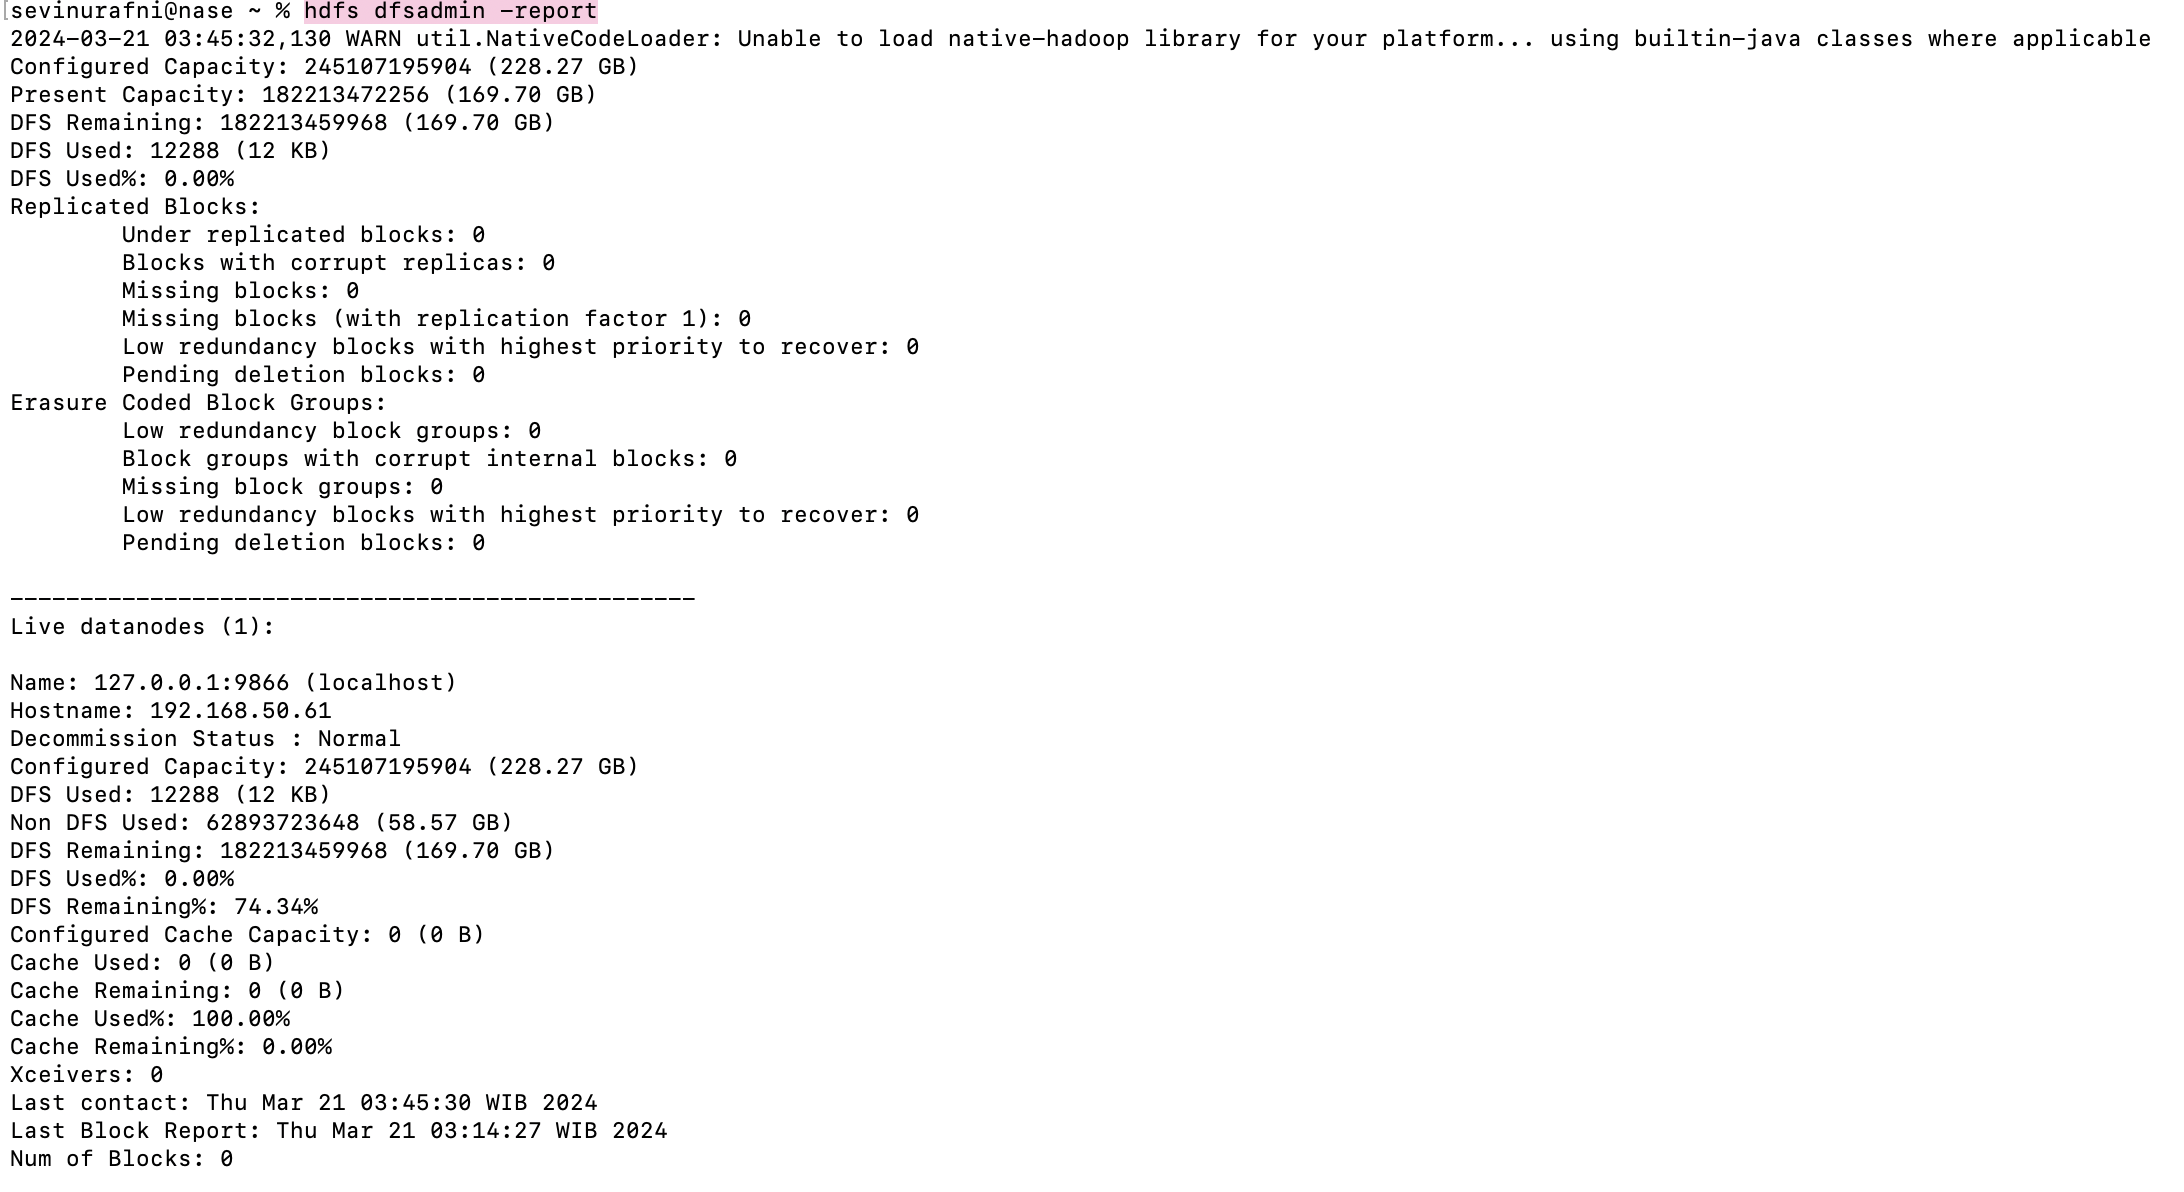 [sevinurafni@nase ~ % hdfs dfsadmin -report
2024-03-21 03:45:32,130 WARN util.NativeCodeLoader: Unable to load native-hadoop library for your platform... using builtin-java classes where applicable
Configured Capacity: 245107195904 (228.27 GB)
Present Capacity: 182213472256 (169.70 GB)
DFS Remaining: 182213459968 (169.70 GB)
DFS Used: 12288 (12 KB)
DFS Used%: 0.00%
Replicated Blocks:
Under replicated blocks: 0
Blocks with corrupt replicas: 0
Missing blocks: 0
Missing blocks (with replication factor 1): 0
Low redundancy blocks with highest priority to recover: 0
Pending deletion blocks: 0
Erasure Coded Block Groups:
Low redundancy block groups: 0
Block groups with corrupt internal blocks: 0
Missing block groups: 0
Low redundancy blocks with highest priority to recover: 0
Pending deletion blocks: 0
-------------------------------------------------
Live datanodes (1):
Name: 127.0.0.1:9866 (localhost)
Hostname: 192.168.50.61
Decommission Status : Normal
Configured Capacity: 245107195904 (228.27 GB)
DFS Used: 12288 (12 KB)
Non DFS Used: 62893723648 (58.57 GB)
DFS Remaining: 182213459968 (169.70 GB)
DFS Used%: 0.00%
DFS Remaining%: 74.34%
Configured Cache Capacity: 0 (0 B)
Cache Used: 0 (0 B)
Cache Remaining: 0 (0 B)
Cache Used%: 100.00%
Cache Remaining%: 0.00%
Xceivers: 0
Last contact: Thu Mar 21 03:45:30 WIB 2024
Last Block Report: Thu Mar 21 03:14:27 WIB 2024
Num of Blocks: 0